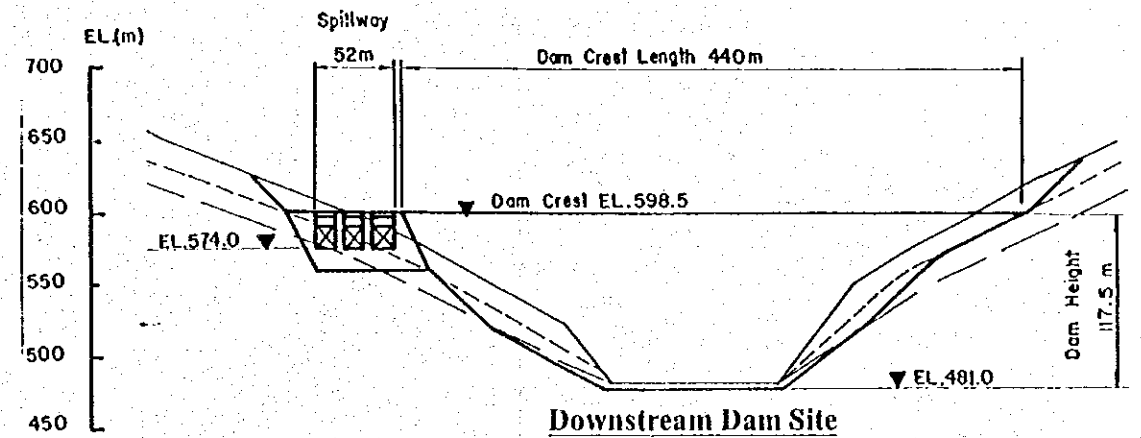 Spillway
EL.(m)
52m
Dam Crest Length 440m
700
650
600
550
500
450
Dam Crest EL.598.5
EL.574.0
Dam Height
117.5 m
EL.481.0
Downstream Dam Site